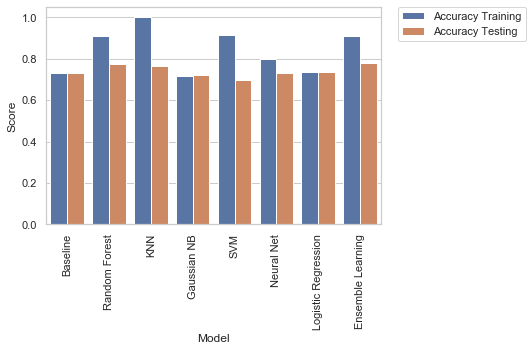 Accuracy Training
Accuracy Testing
1.0
0.8
0.6
0.4
0.2
0.0
Score
Baseline
Random Forest
KNN
Gaussian NB
SVM
Neural Net
Logistic Regression
Ensemble Learning
Model